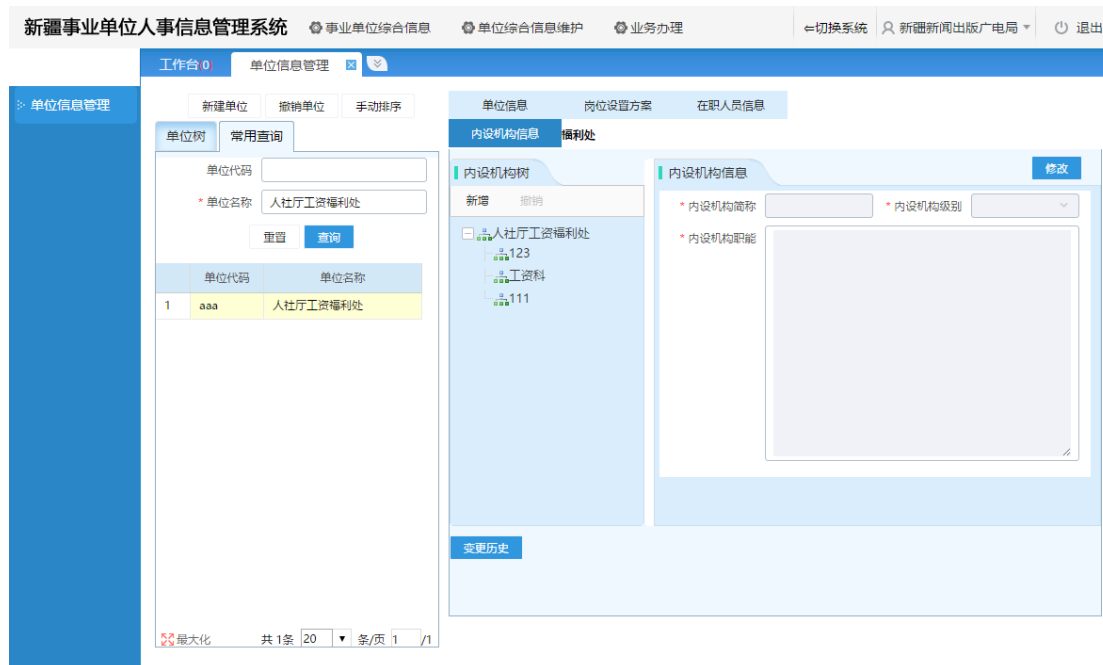 新疆事业单位人事信息管理系统 事业单位综合信息 单位综合信息维护 业务办理 ⇐切换系统 新疆新闻出版广电局 退出
工作台(0) 单位信息管理
单位信息管理
新建单位 撤销单位 手动排序
单位树 常用查询
单位代码
* 单位名称 人社厅工资福利处
重置 查询
单位代码 单位名称
1 aaa 人社厅工资福利处
最大化 共 1条 20 条/页 1 /1
单位信息 岗位设置方案 在职人员信息
内设机构信息 福利处
内设机构树
新增 撤销
人社厅工资福利处
123
工资科
111
内设机构信息 修改
* 内设机构简称 * 内设机构级别
* 内设机构职能
变更历史